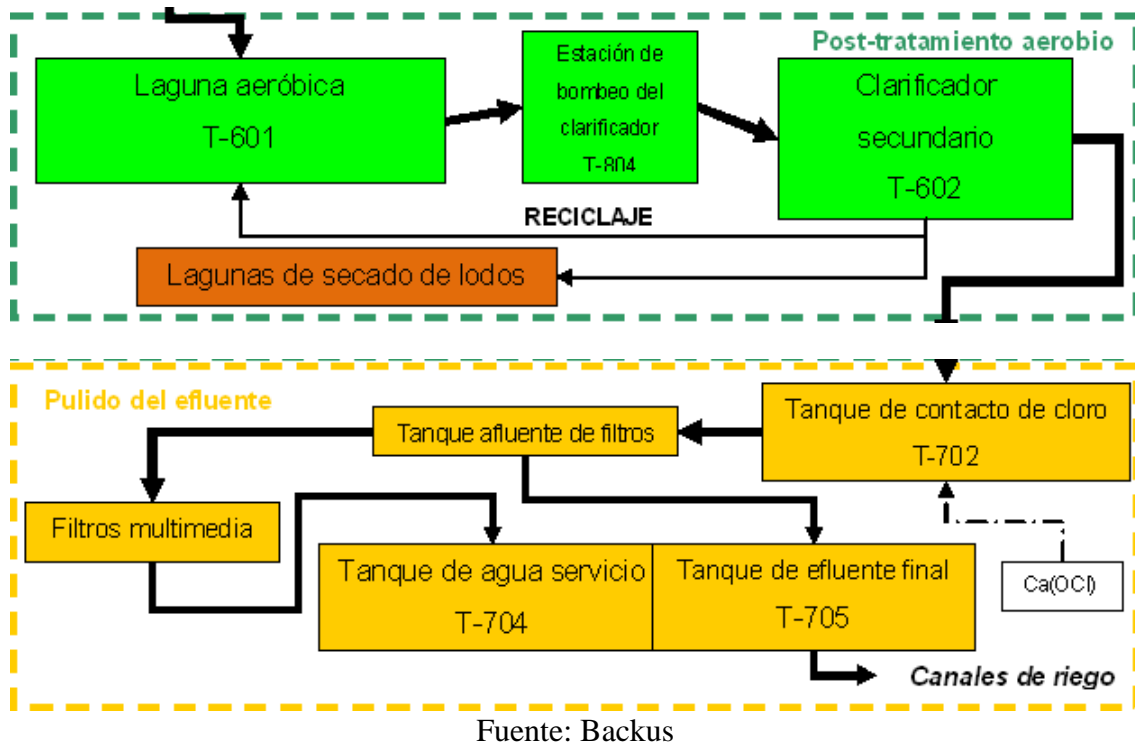 Post-tratamiento aerobio
Laguna aeróbica
T-601
Estación de
bombeo del
clarificador
T-804
Clarificador
secundario
T-602
RECICLAJE
Lagunas de secado de lodos
Pulido del efluente
Tanque de contacto de cloro
T-702
Tanque afluente de filtros
Filtros multimedia
Tanque de agua servicio
T-704
Tanque de efluente final
T-705
Ca(OCl)
Canales de riego
Fuente: Backus